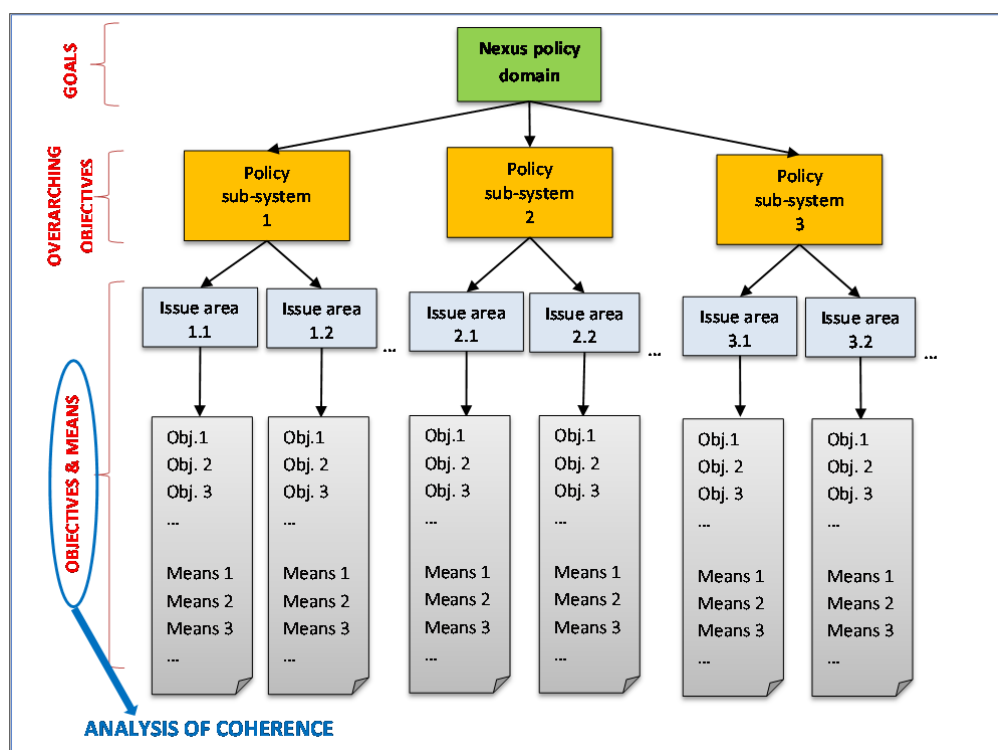 GOALS
Nexus policy
domain
OVERARCHING
OBJECTIVES
Policy
sub-system
1
Policy
sub-system
2
Policy
sub-system
3
Issue area
1.1
Issue area
1.2
...
Issue area
2.1
Issue area
2.2
...
Issue area
3.1
Issue area
3.2
...
OBJECTIVES & MEANS
Obj.1
Obj. 2
Obj. 3
...
Means 1
Means 2
Means 3
...
Obj.1
Obj. 2
Obj. 3
...
Means 1
Means 2
Means 3
...
Obj.1
Obj. 2
Obj. 3
...
Means 1
Means 2
Means 3
...
Obj.1
Obj. 2
Obj. 3
...
Means 1
Means 2
Means 3
...
Obj.1
Obj. 2
Obj. 3
...
Means 1
Means 2
Means 3
...
Obj.1
Obj. 2
Obj. 3
...
Means 1
Means 2
Means 3
...
ANALYSIS OF COHERENCE